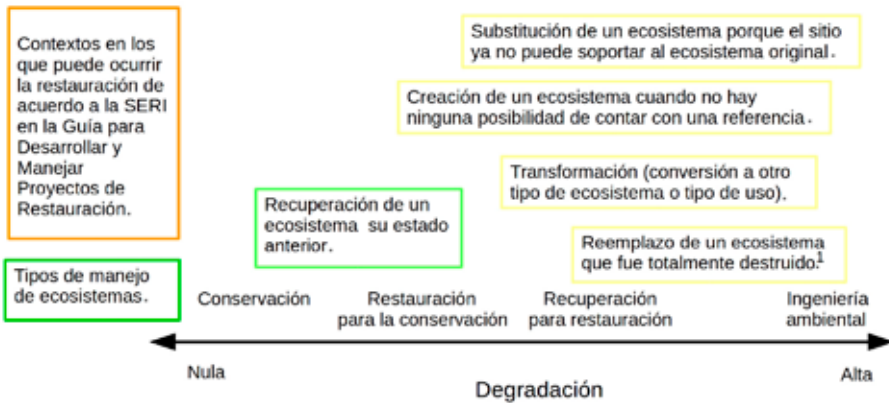 Contextos en los
que puede ocurrir
la restauración de
acuerdo a la SERI
en la Guía para
Desarrollar y
Manejar
Proyectos de
Restauración.
Substitución de un ecosistema porque el sitio
ya no puede soportar al ecosistema original.
Creación de un ecosistema cuando no hay
ninguna posibilidad de contar con una referencia.
Transformación (conversión a otro
tipo de ecosistema o tipo de uso).
Recuperación de un
ecosistema su estado
anterior.
Reemplazo de un ecosistema
que fue totalmente destruido.1
Tipos de manejo
de ecosistemas.
Conservación
Restauración
para la conservación
Recuperación
para restauración
Ingeniería
ambiental
Nula
Alta
Degradación